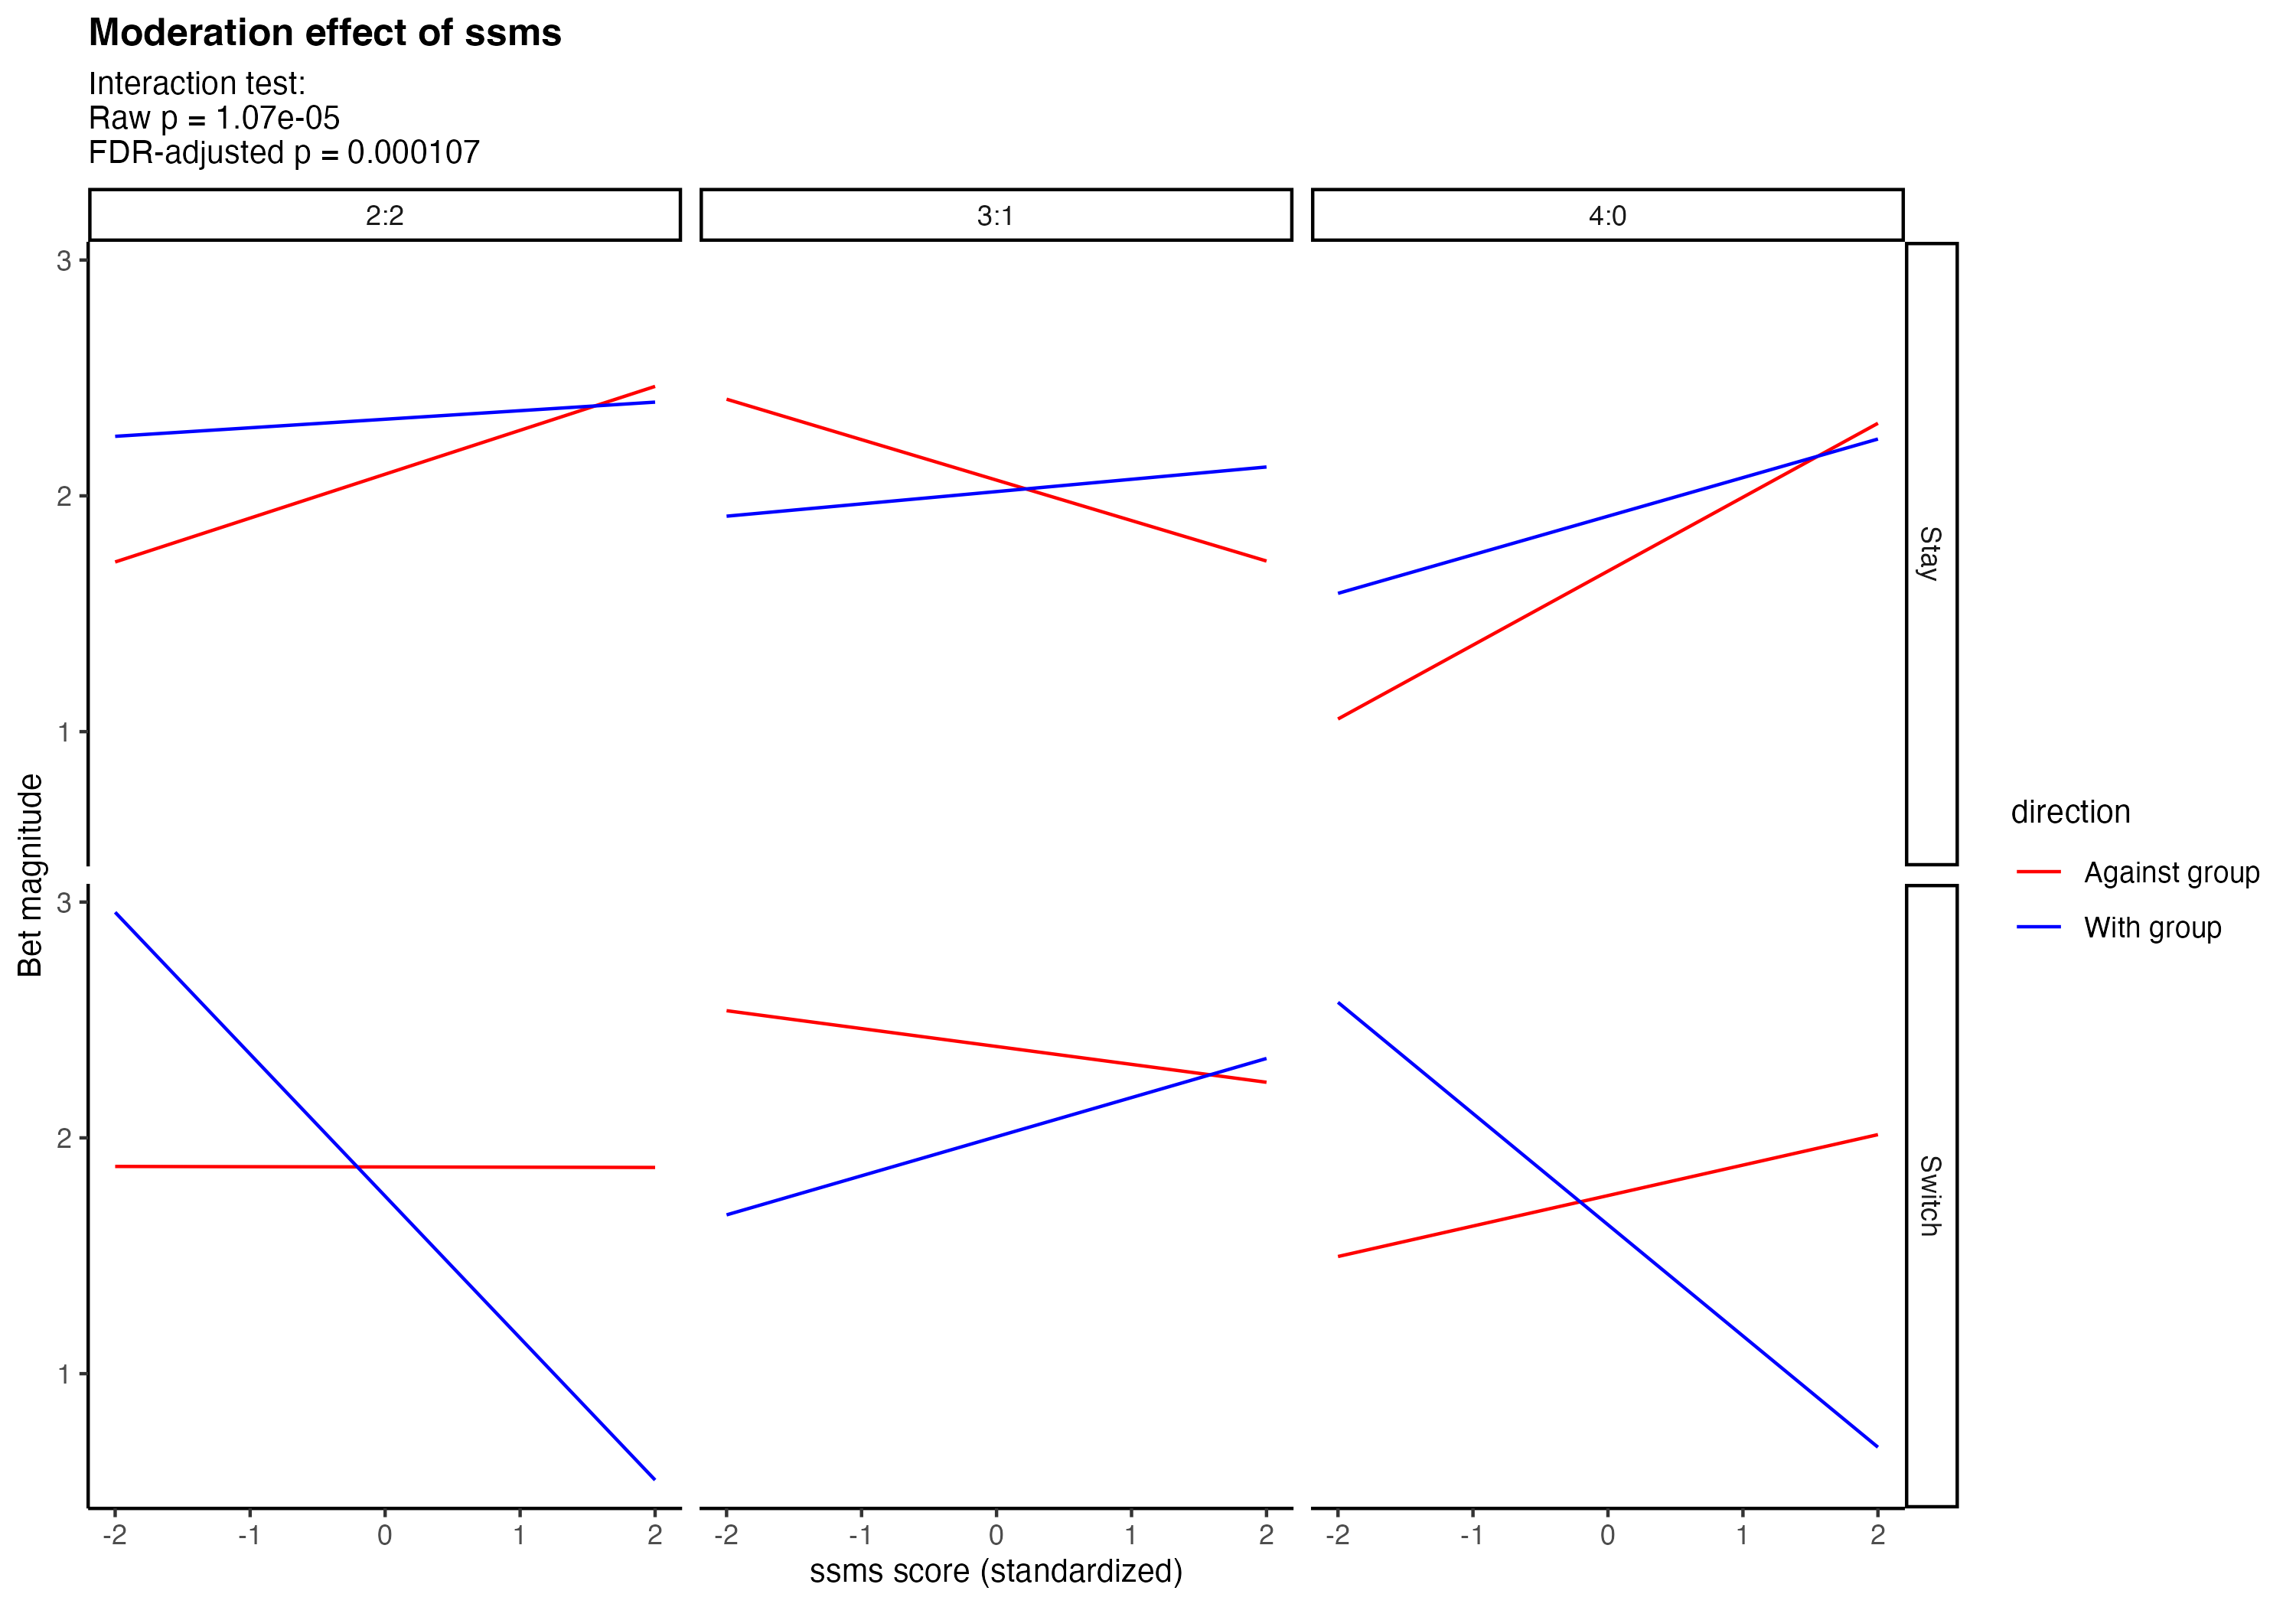 Moderation effect of ssms
Interaction test:
Raw p = 1.07e-05
FDR-adjusted p = 0.000107
2:2 3:1 4:0
3
2
1
Stay
Bet magnitude
3
2
1
Switch
-2 -1 0 1 2 -2 -1 0 1 2 -2 -1 0 1 2
ssms score (standardized)
direction
Against group
With group